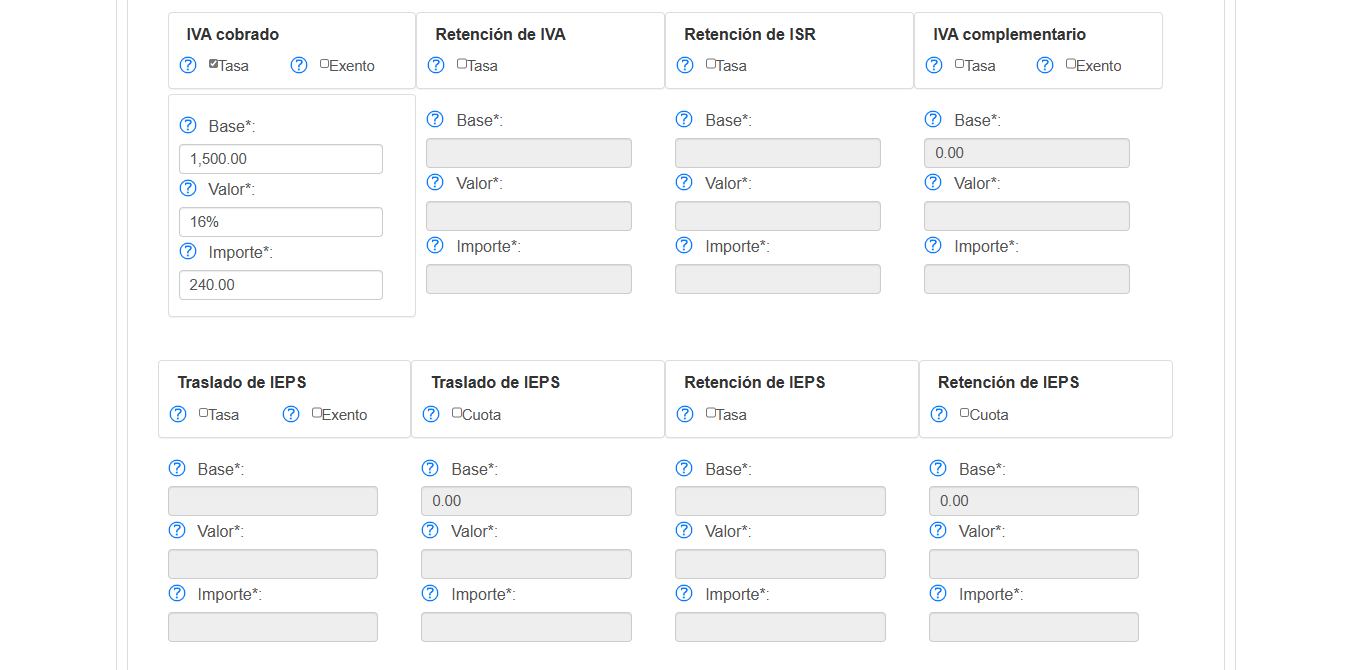 IVA cobrado Retención de IVA Retención de ISR IVA complementario
? Tasa ? Exento ? Tasa ? Tasa ? Tasa ? Exento
? Base*: ? Base*: ? Base*: ? Base*:
1,500.00 0.00
? Valor*: ? Valor*: ? Valor*: ? Valor*:
16%
? Importe*: ? Importe*: ? Importe*: ? Importe*:
240.00
Traslado de IEPS Traslado de IEPS Retención de IEPS Retención de IEPS
? Tasa ? Exento ? Cuota ? Tasa ? Cuota
? Base*: ? Base*: ? Base*: ? Base*:
0.00 0.00
? Valor*: ? Valor*: ? Valor*: ? Valor*:
? Importe*: ? Importe*: ? Importe*: ? Importe*: